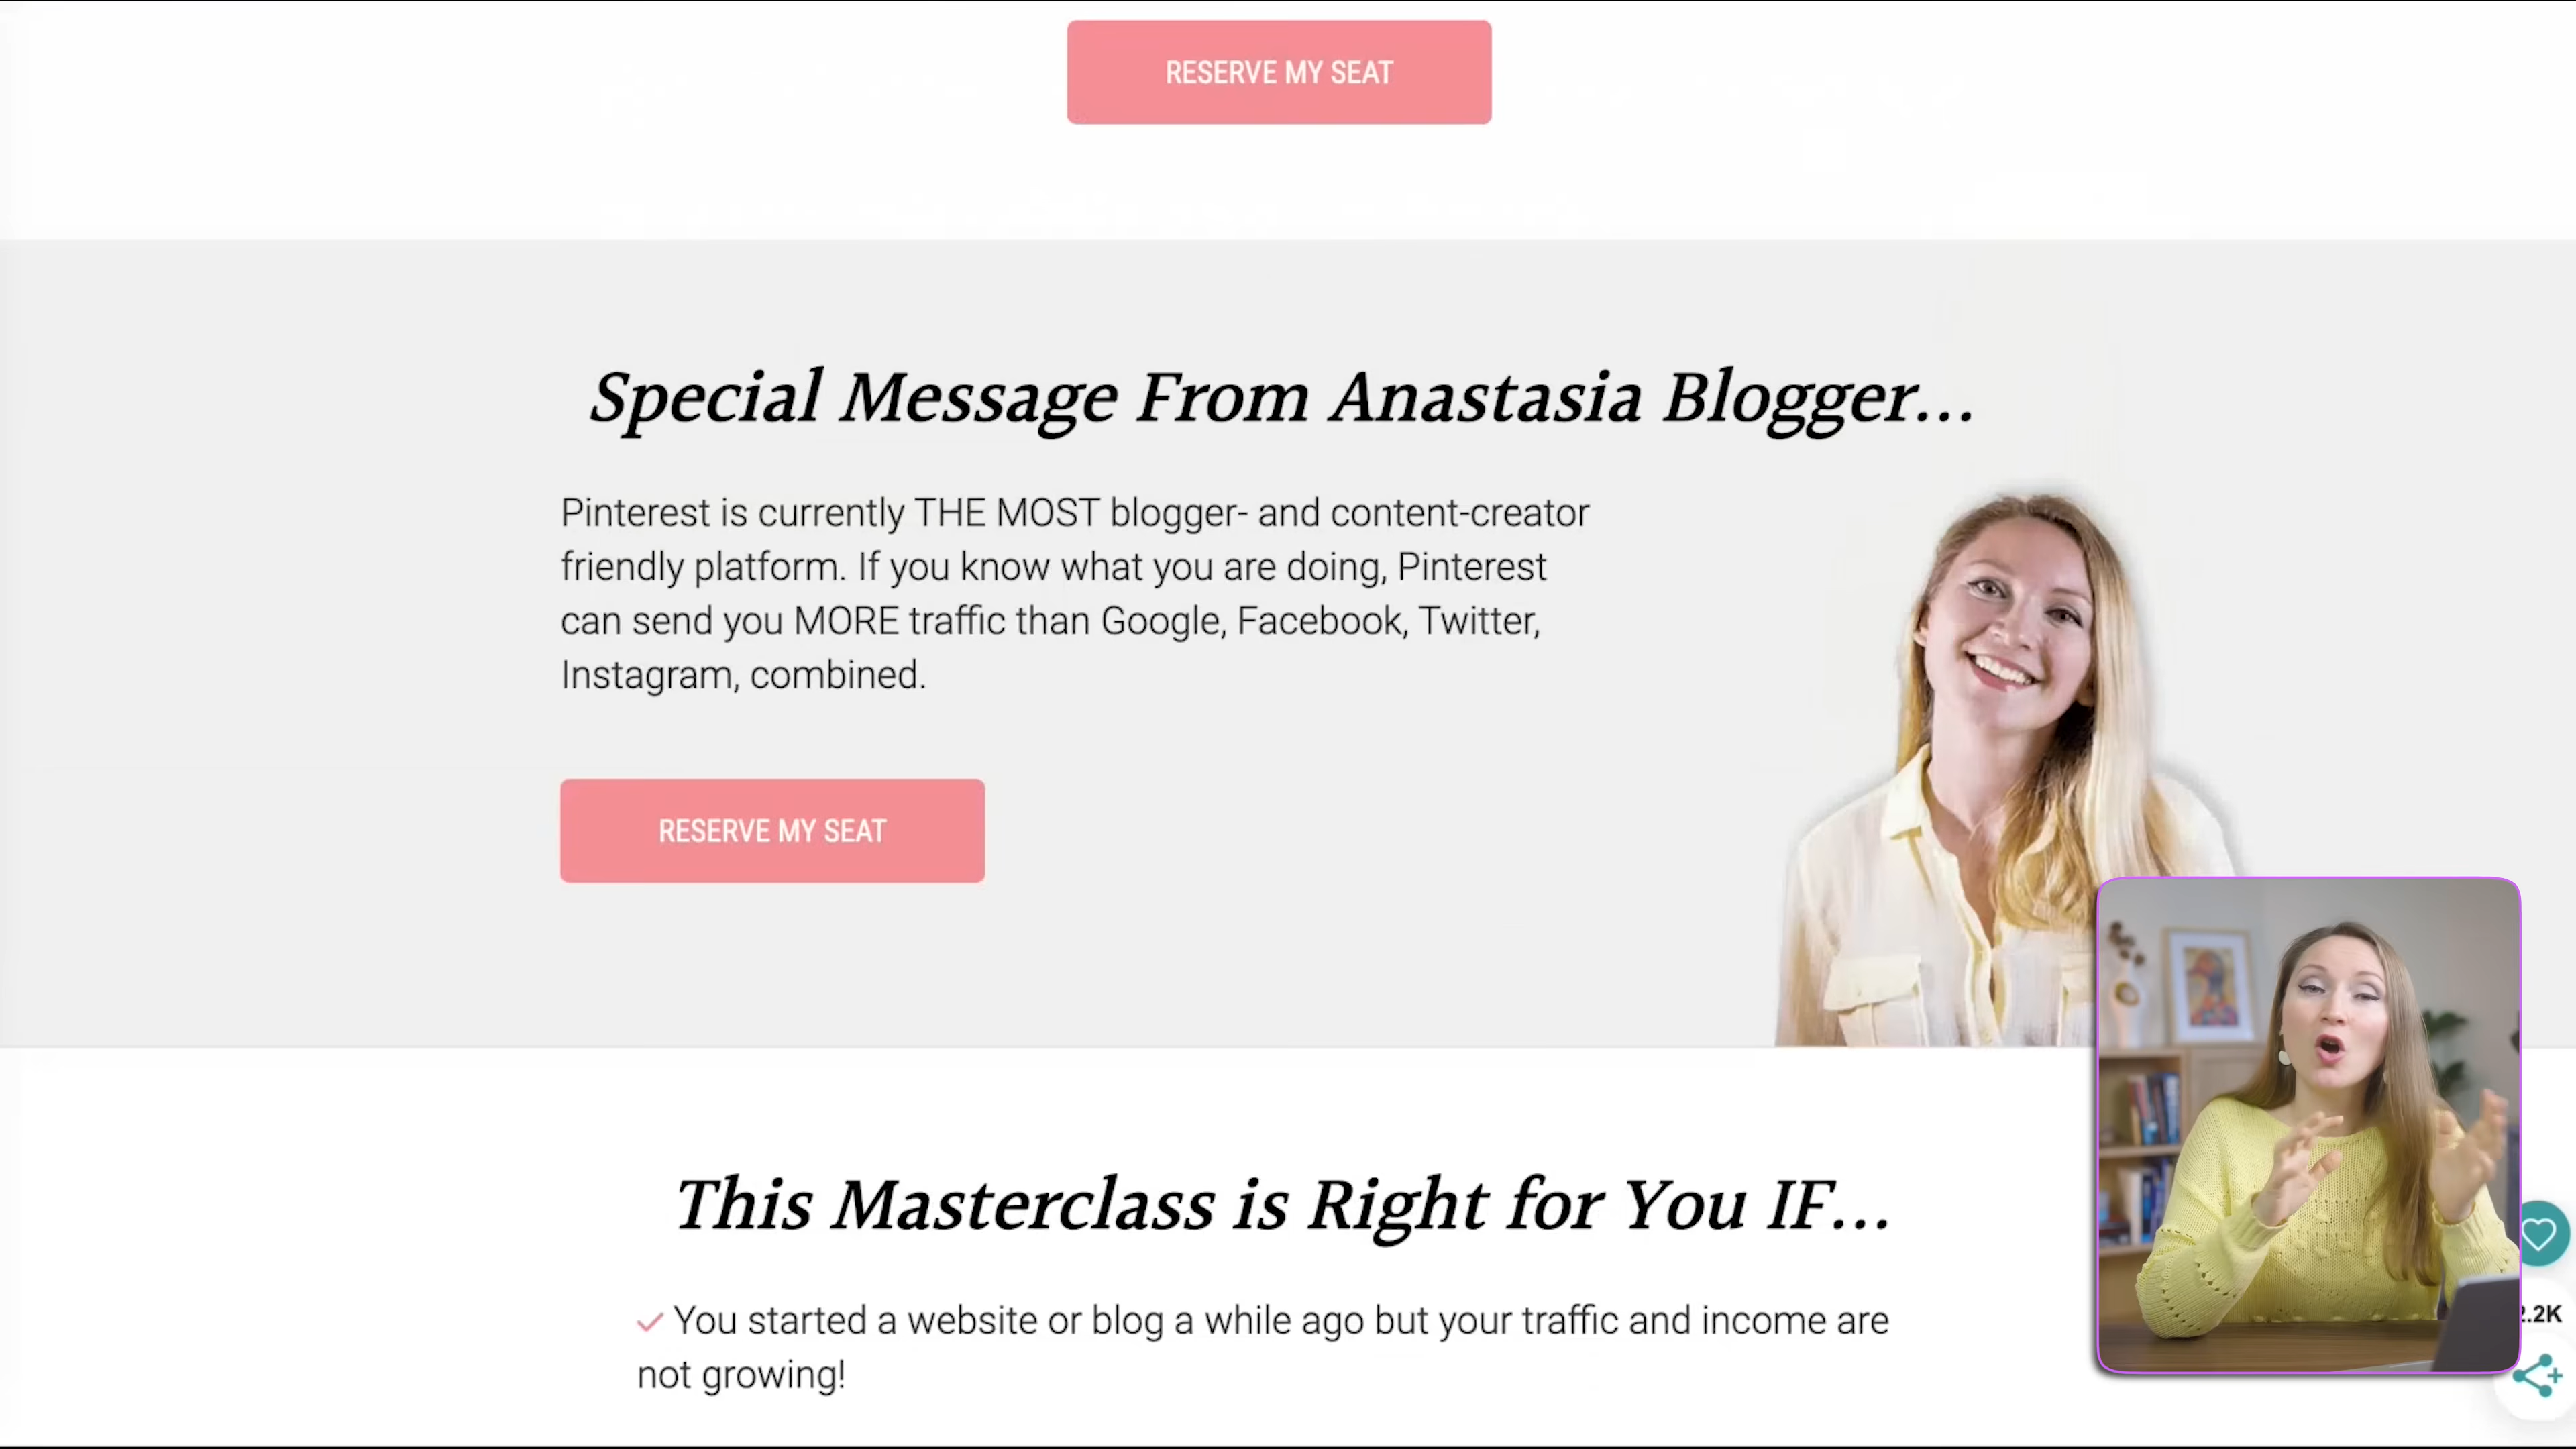 RESERVE MY SEAT
Special Message From Anastasia Blogger...
Pinterest is currently THE MOST blogger- and content-creator
friendly platform. If you know what you are doing, Pinterest
can send you MORE traffic than Google, Facebook, Twitter,
Instagram, combined.
RESERVE MY SEAT
This Masterclass is Right for You IF...
You started a website or blog a while ago but your traffic and income are
not growing!